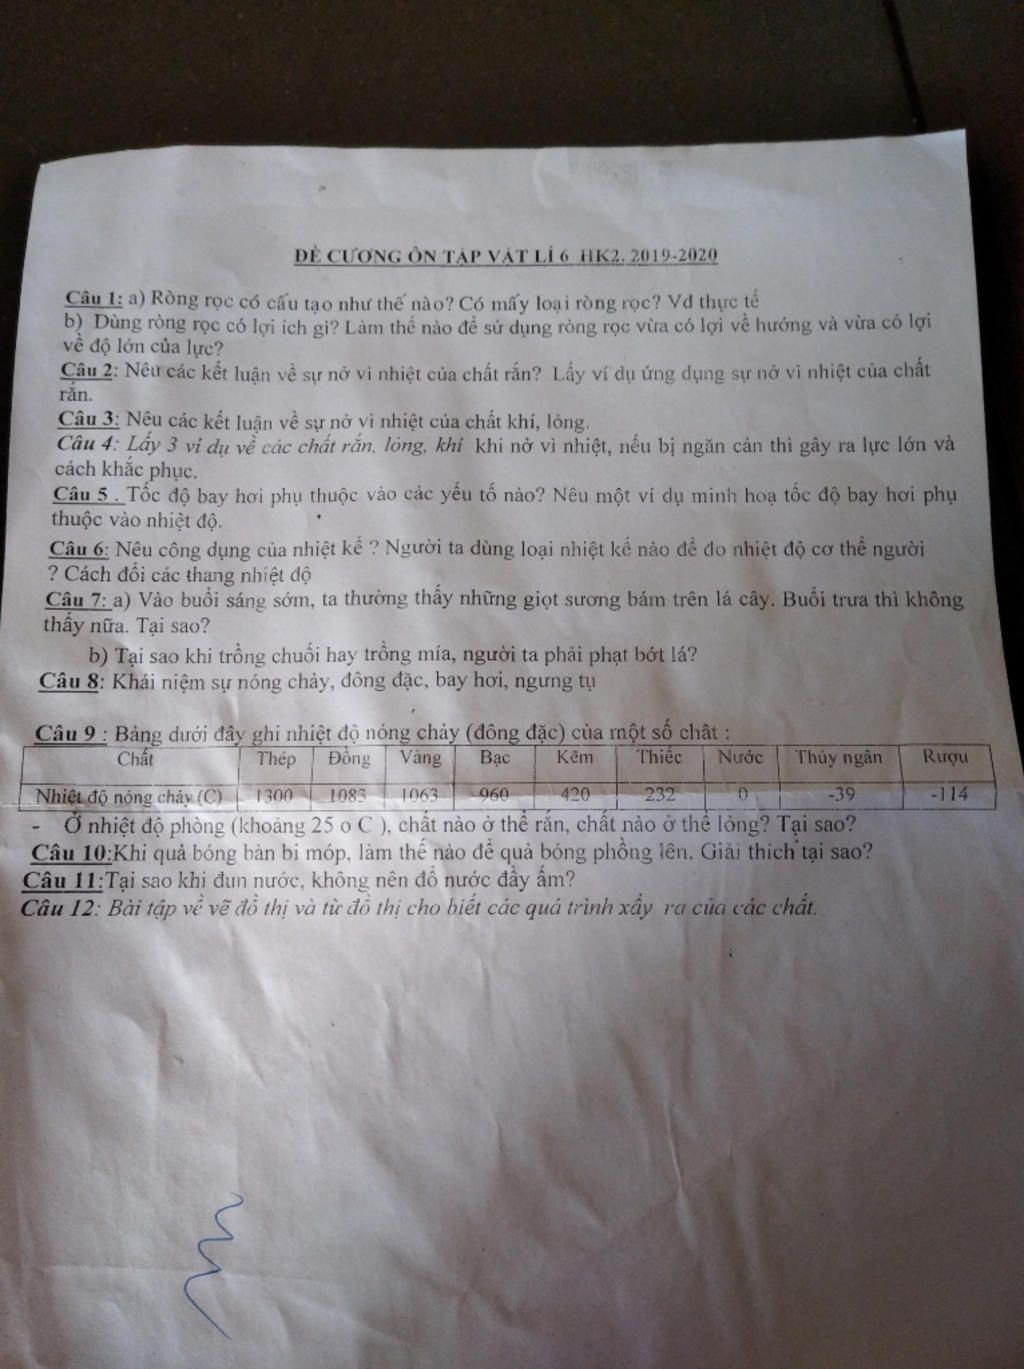 ĐỀ CƯƠNG ÔN TẬP VẬT LÍ 6 HK2. 2019-2020
Câu 1: a) Ròng rọc có cấu tạo như thế nào? Có mấy loại ròng rọc? Vd thực tế
b) Dùng ròng rọc có lợi ích gì? Làm thế nào để sử dụng ròng rọc vừa có lợi về hướng và vừa có lợi
về độ lớn của lực?
Câu 2: Nêu các kết luận về sự nở vì nhiệt của chất rắn? Lấy ví dụ ứng dụng sự nở vì nhiệt của chất
rắn.
Câu 3: Nêu các kết luận về sự nở vì nhiệt của chất khí, lỏng.
Câu 4: Lấy 3 ví dụ về các chất rắn, lỏng, khí khi nở vì nhiệt, nếu bị ngăn cản thì gây ra lực lớn và
cách khắc phục.
Câu 5 . Tốc độ bay hơi phụ thuộc vào các yếu tố nào? Nêu một ví dụ minh hoạ tốc độ bay hơi phụ
thuộc vào nhiệt độ.
Câu 6: Nêu công dụng của nhiệt kế ? Người ta dùng loại nhiệt kế nào để đo nhiệt độ cơ thể người
? Cách đổi các thang nhiệt độ
Câu 7: a) Vào buổi sáng sớm, ta thường thấy những giọt sương bám trên lá cây. Buổi trưa thì không
thấy nữa. Tại sao?
b) Tại sao khi trồng chuối hay trồng mía, người ta phải phạt bớt lá?
Câu 8: Khái niệm sự nóng chảy, đông đặc, bay hơi, ngưng tụ
Câu 9 : Bảng dưới đây ghi nhiệt độ nóng chảy (đông đặc) của một số chât :
Chất Thép Đồng Vàng Bạc Kẽm Thiếc Nước Thủy ngân Rượu
Nhiệt độ nóng chảy (C) 1300 1083 1063 960 420 232 0 -39 -114
- Ở nhiệt độ phòng (khoảng 25 o C ), chất nào ở thể rắn, chất nào ở thể lỏng? Tại sao?
Câu 10:Khi quả bóng bàn bi móp, làm thế nào để quả bóng phồng lên. Giải thích tại sao?
Câu 11:Tại sao khi đun nước, không nên đổ nước đầy ấm?
Câu 12: Bài tập về vẽ đồ thị và từ đồ thị cho biết các quá trình xẩy ra của các chất.